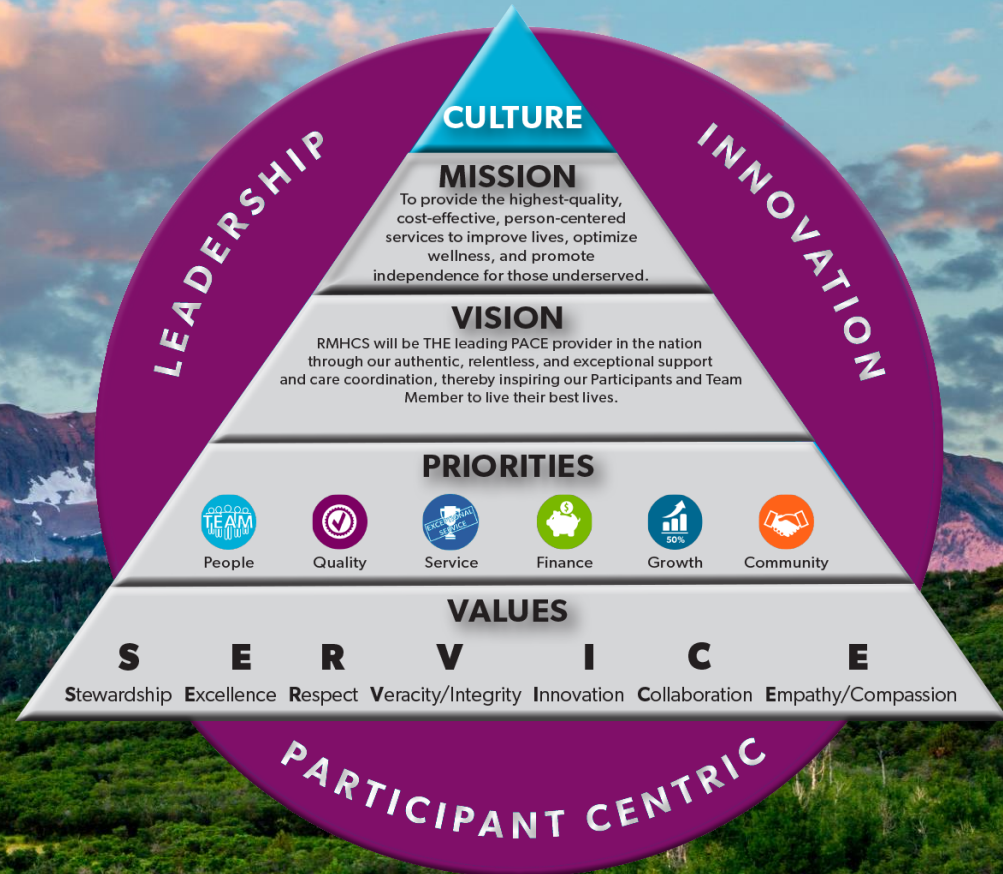 LEADERSHIP
INNOVATION
CULTURE
MISSION
To provide the highest-quality,
cost-effective, person-centered
services to improve lives, optimize
wellness, and promote
independence for those underserved.
VISION
RMHCS will be THE leading PACE provider in the nation
through our authentic, relentless, and exceptional support
and care coordination, thereby inspiring our Participants and Team
Member to live their best lives.
PRIORITIES
TEAM
EXCEPTIONAL
SERVICE
$
50%
People Quality Service Finance Growth Community
VALUES
S E R V I C E
Stewardship Excellence Respect Veracity/Integrity Innovation Collaboration Empathy/Compassion
PARTICIPANT CENTRIC